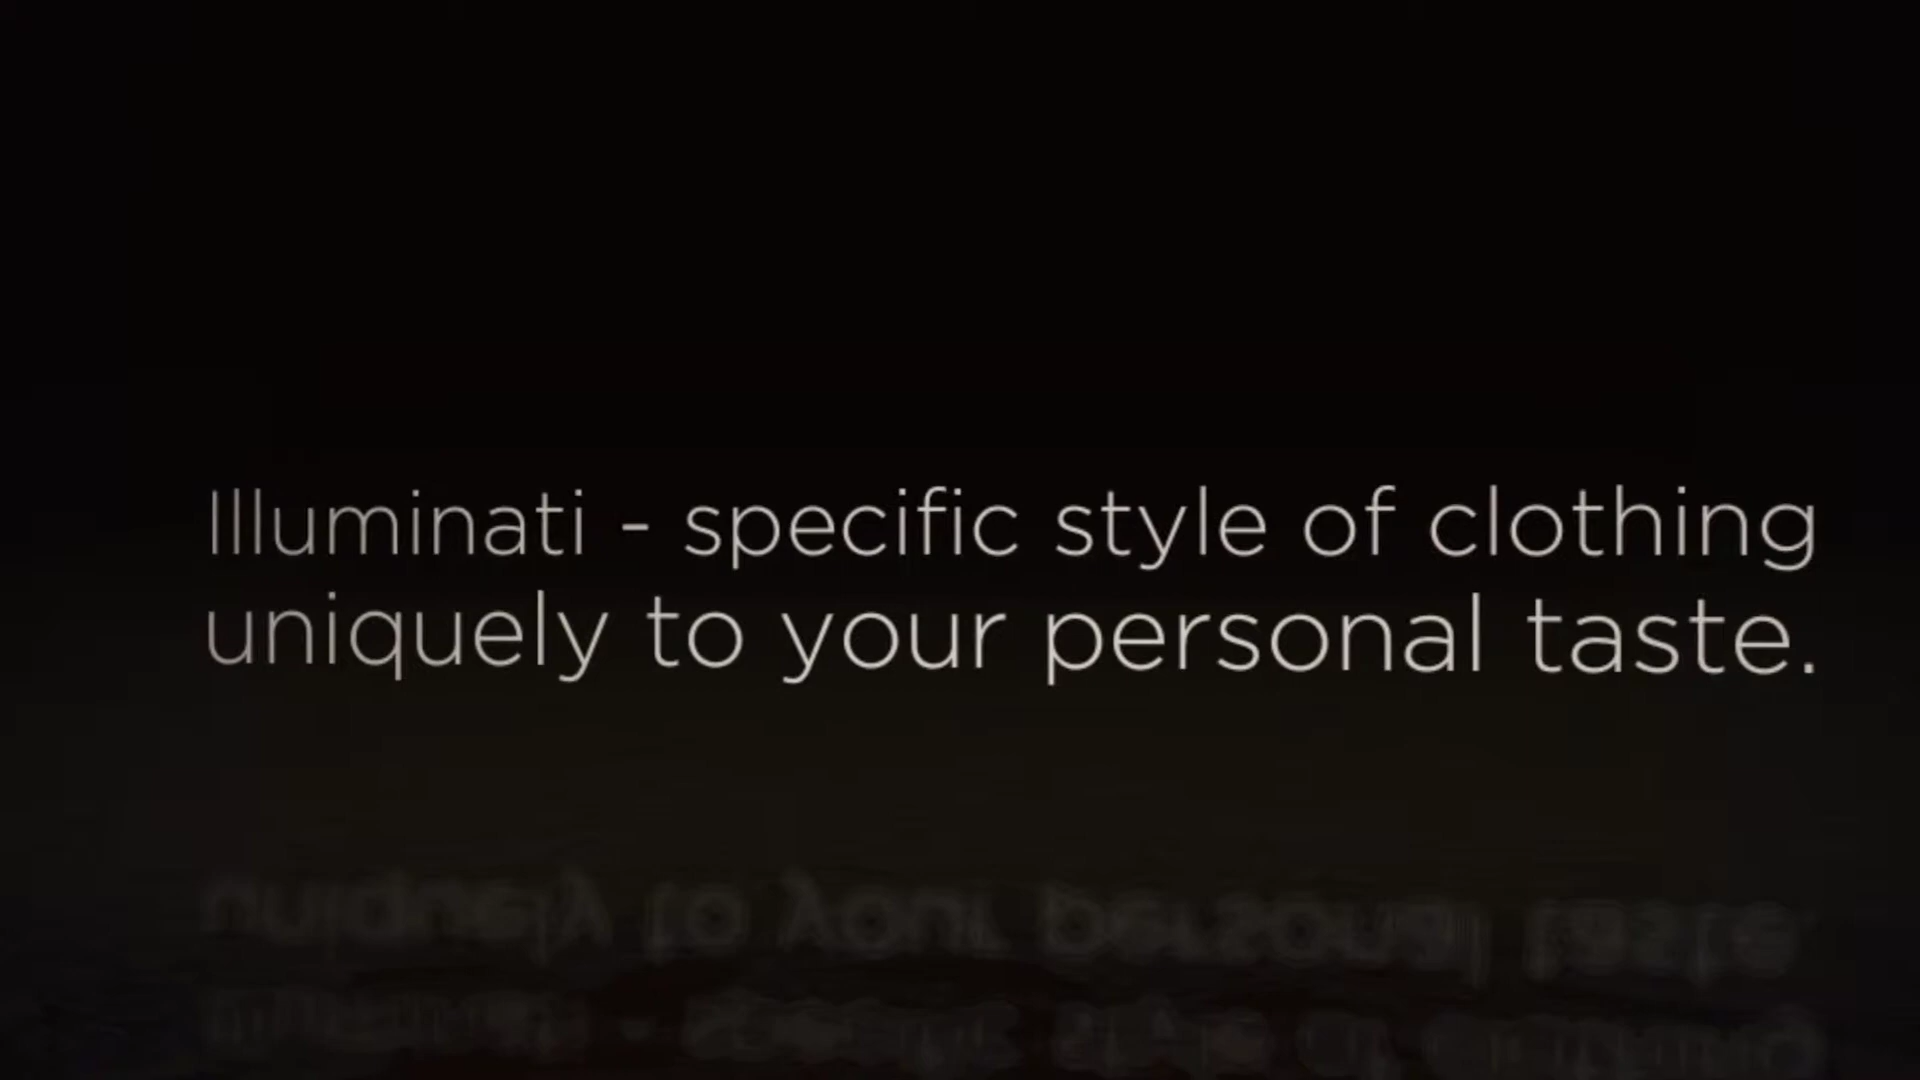 Illuminati - specific style of clothing
uniquely to your personal taste.